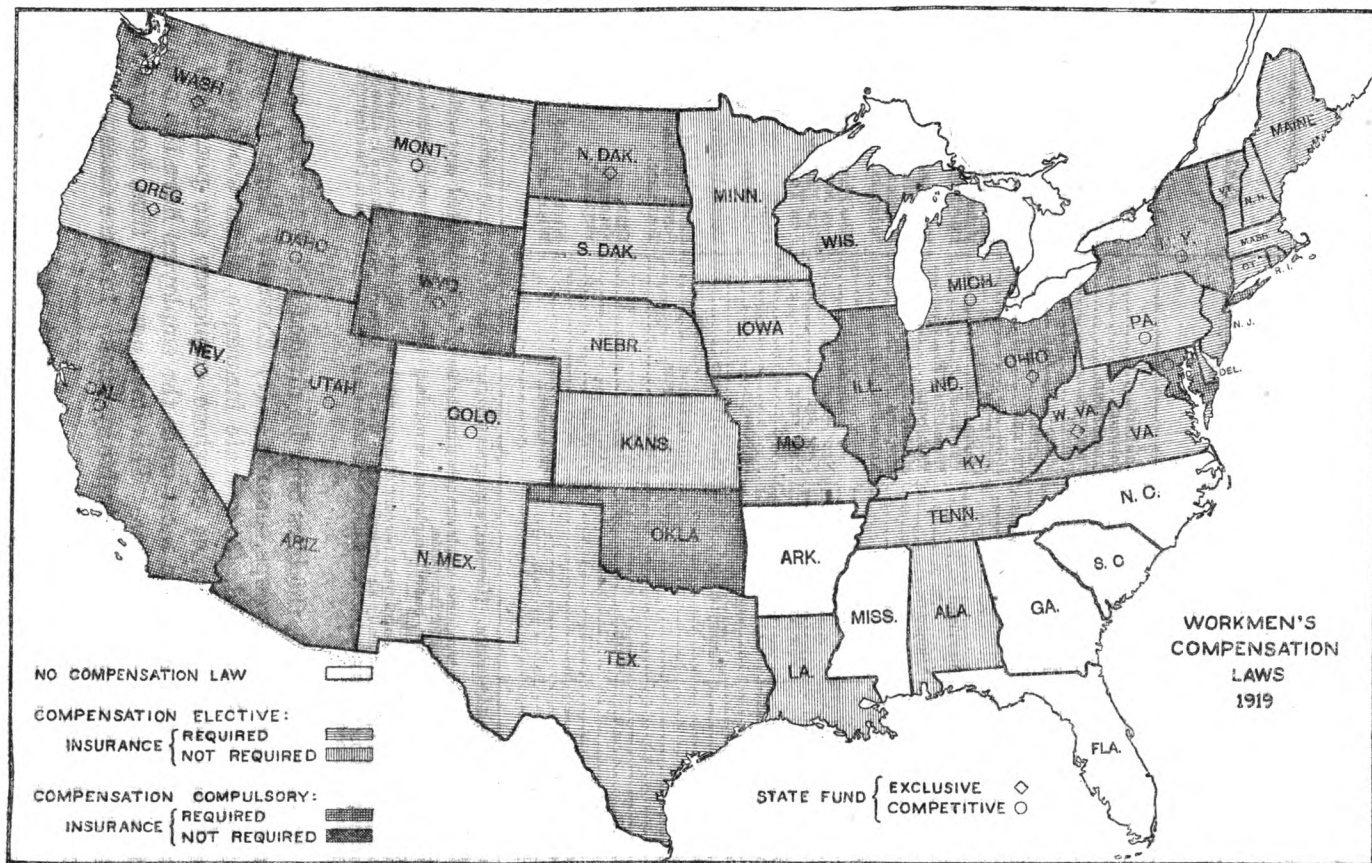 WASH
MONT.
N. DAK.
MINN.
MAINE
OREG.
IDAHO
S. DAK.
WIS.
MICH.
VT.
N. H.
N. Y.
MASS
CT.
R. I.
WYO.
NEBR.
IOWA
PA.
N. J.
NEV.
UTAH
COLO.
CAL.
KANS.
MO
ILL.
IND.
OHIO
W. VA.
VA.
MD
DEL.
KY.
ARIZ.
N. MEX.
OKLA
ARK.
TENN.
N. C.
S. C
TEX.
LA.
MISS.
ALA.
GA.
FLA.
WORKMEN'S
COMPENSATION
LAWS
1919
NO COMPENSATION LAW
COMPENSATION ELECTIVE:
INSURANCE { REQUIRED
NOT REQUIRED
COMPENSATION COMPULSORY:
INSURANCE { REQUIRED
NOT REQUIRED
STATE FUND { EXCLUSIVE
COMPETITIVE